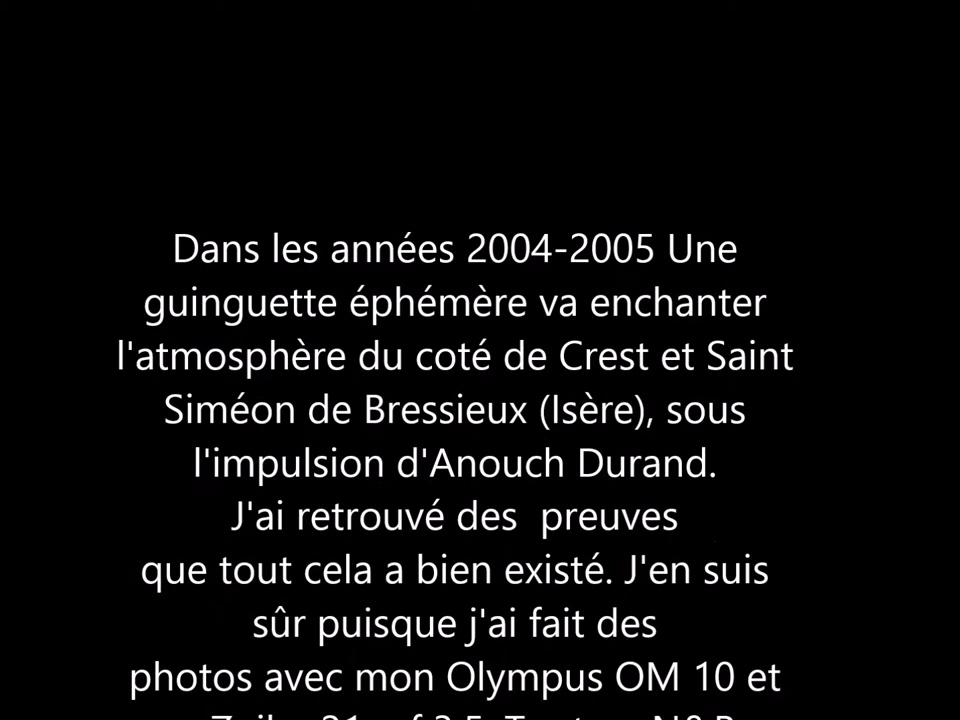 Dans les années 2004-2005 Une
guinguette éphémère va enchanter
l'atmosphère du coté de Crest et Saint
Siméon de Bressieux (Isère), sous
l'impulsion d'Anouch Durand.
J'ai retrouvé des  preuves
que tout cela a bien existé. J'en suis
sûr puisque j'ai fait des
photos avec mon Olympus OM 10 et